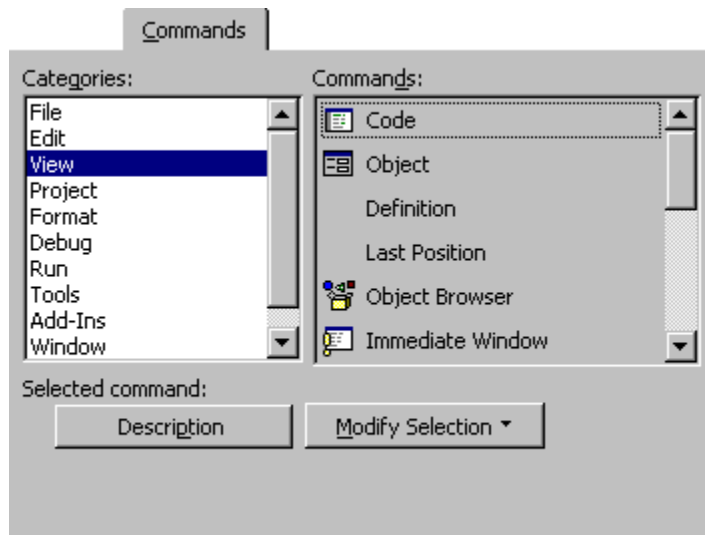 Commands
Categories:
File
Edit
View
Project
Format
Debug
Run
Tools
Add-Ins
Window
Commands:
Code
Object
Definition
Last Position
Object Browser
Immediate Window
Selected command:
Description
Modify Selection